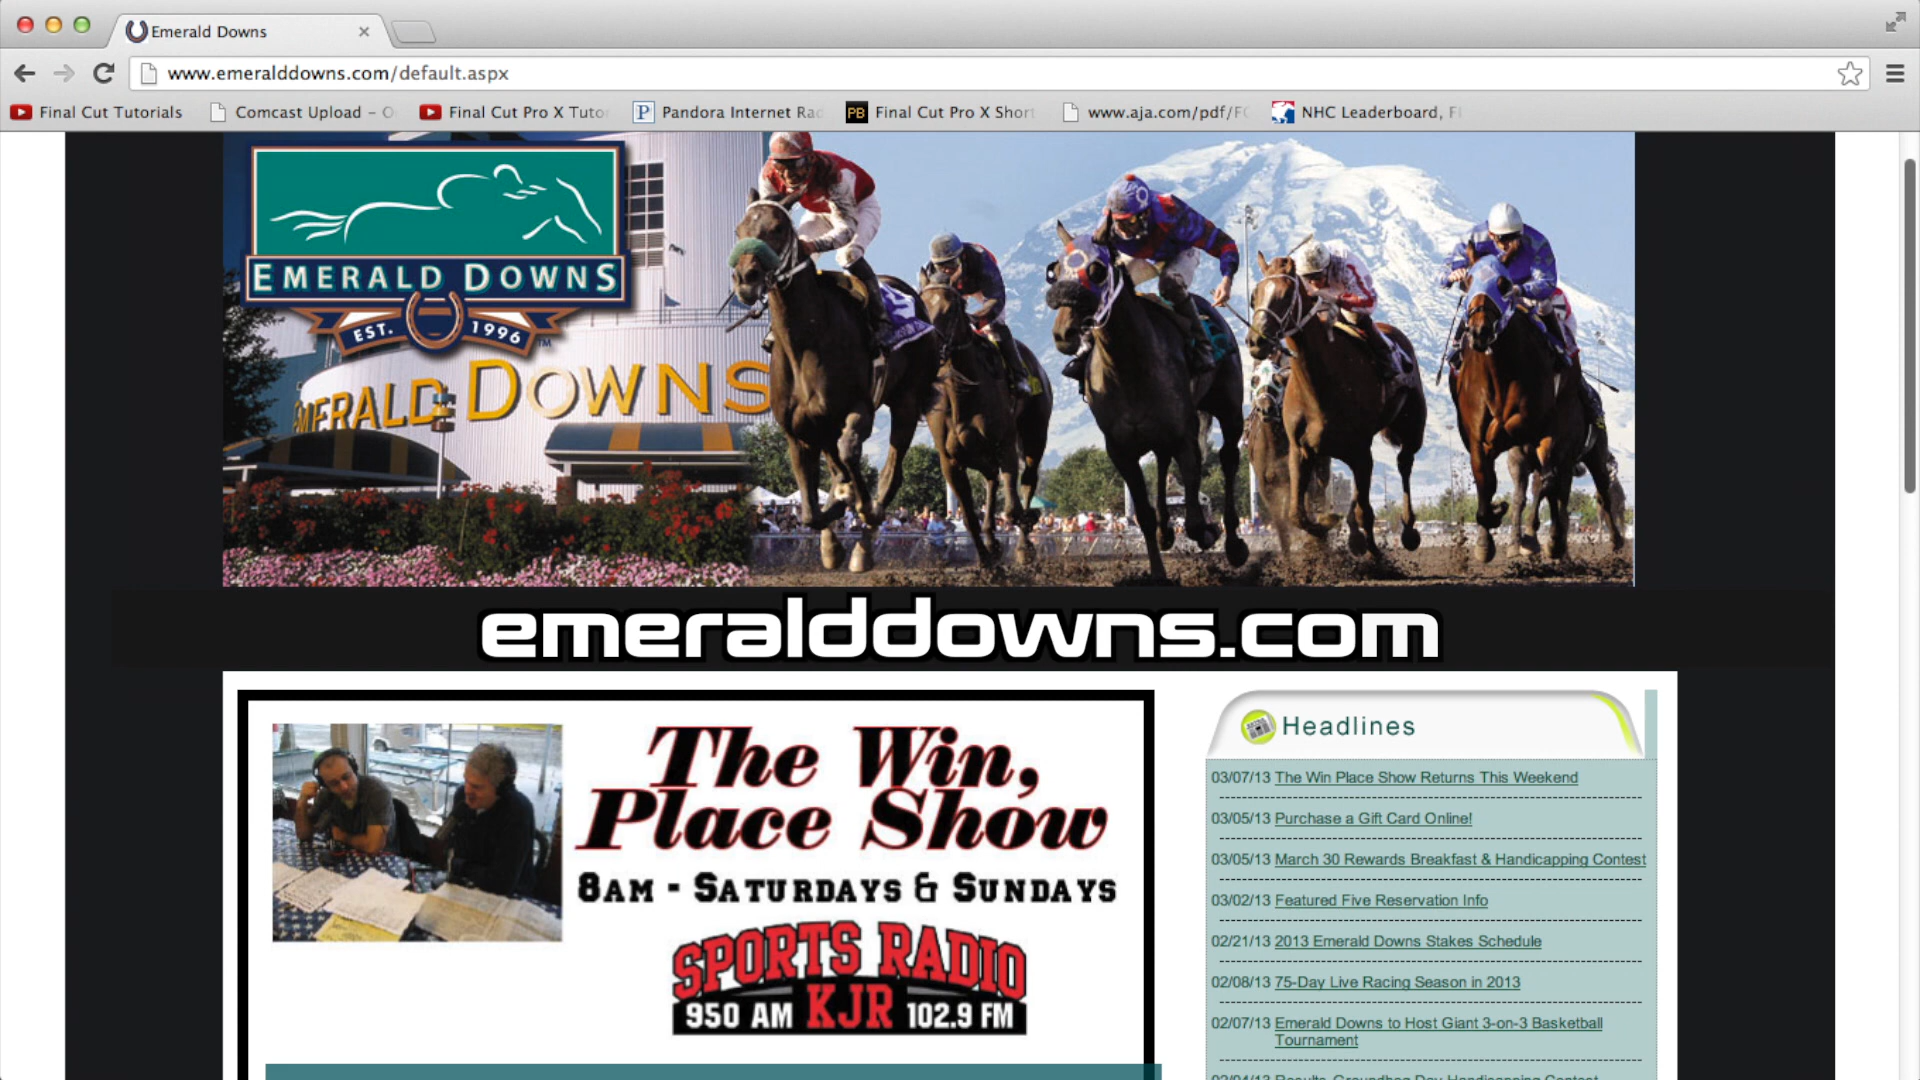 Emerald Downs
www.emeralddowns.com/default.aspx
Final Cut Tutorials
Comcast Upload –
Final Cut Pro X
Pandora Internet
PB Final Cut Pro X
www.aja.com/pdf/
NHC Leaderboard,
EMERALD DOWNS
EST. 1996 TM
EMERALD DOWNS
emeralddowns.com
The Win,
Place Show
8AM - SATURDAYS & SUNDAYS
SPORTS RADIO
950 AM KJR 102.9 FM
Headlines
03/07/13 The Win Place Show Returns This Weekend
03/05/13 Purchase a Gift Card Online!
03/05/13 March 30 Rewards Breakfast & Handicapping Contest
03/02/13 Featured Five Reservation Info
02/21/13 2013 Emerald Downs Stakes Schedule
02/08/13 75-Day Live Racing Season in 2013
02/07/13 Emerald Downs to Host Giant 3-on-3 Basketball
Tournament